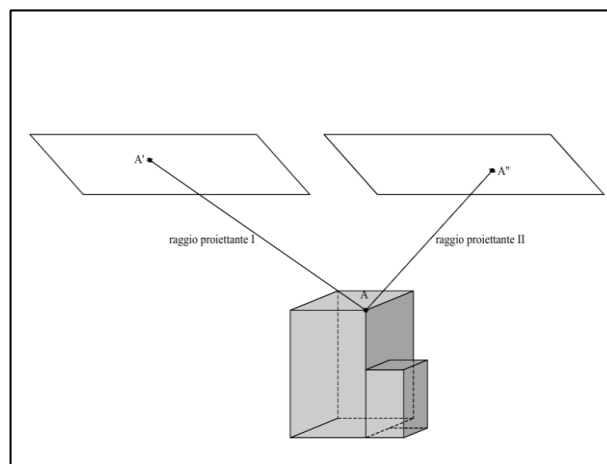 A'
A"
raggio proiettante I
raggio proiettante II
A